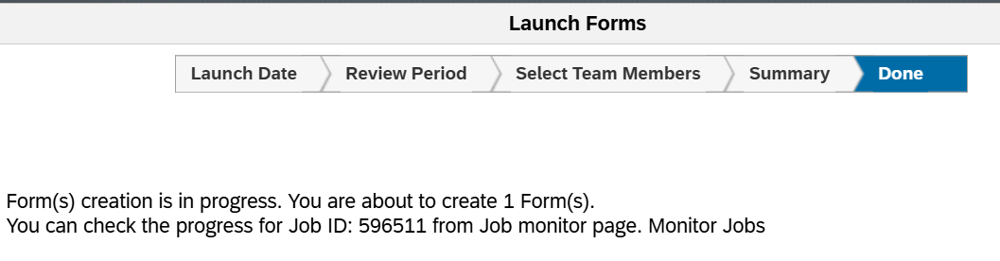 Launch Forms
Launch Date Review Period Select Team Members Summary Done
Form(s) creation is in progress. You are about to create 1 Form(s).
You can check the progress for Job ID: 596511 from Job monitor page. Monitor Jobs